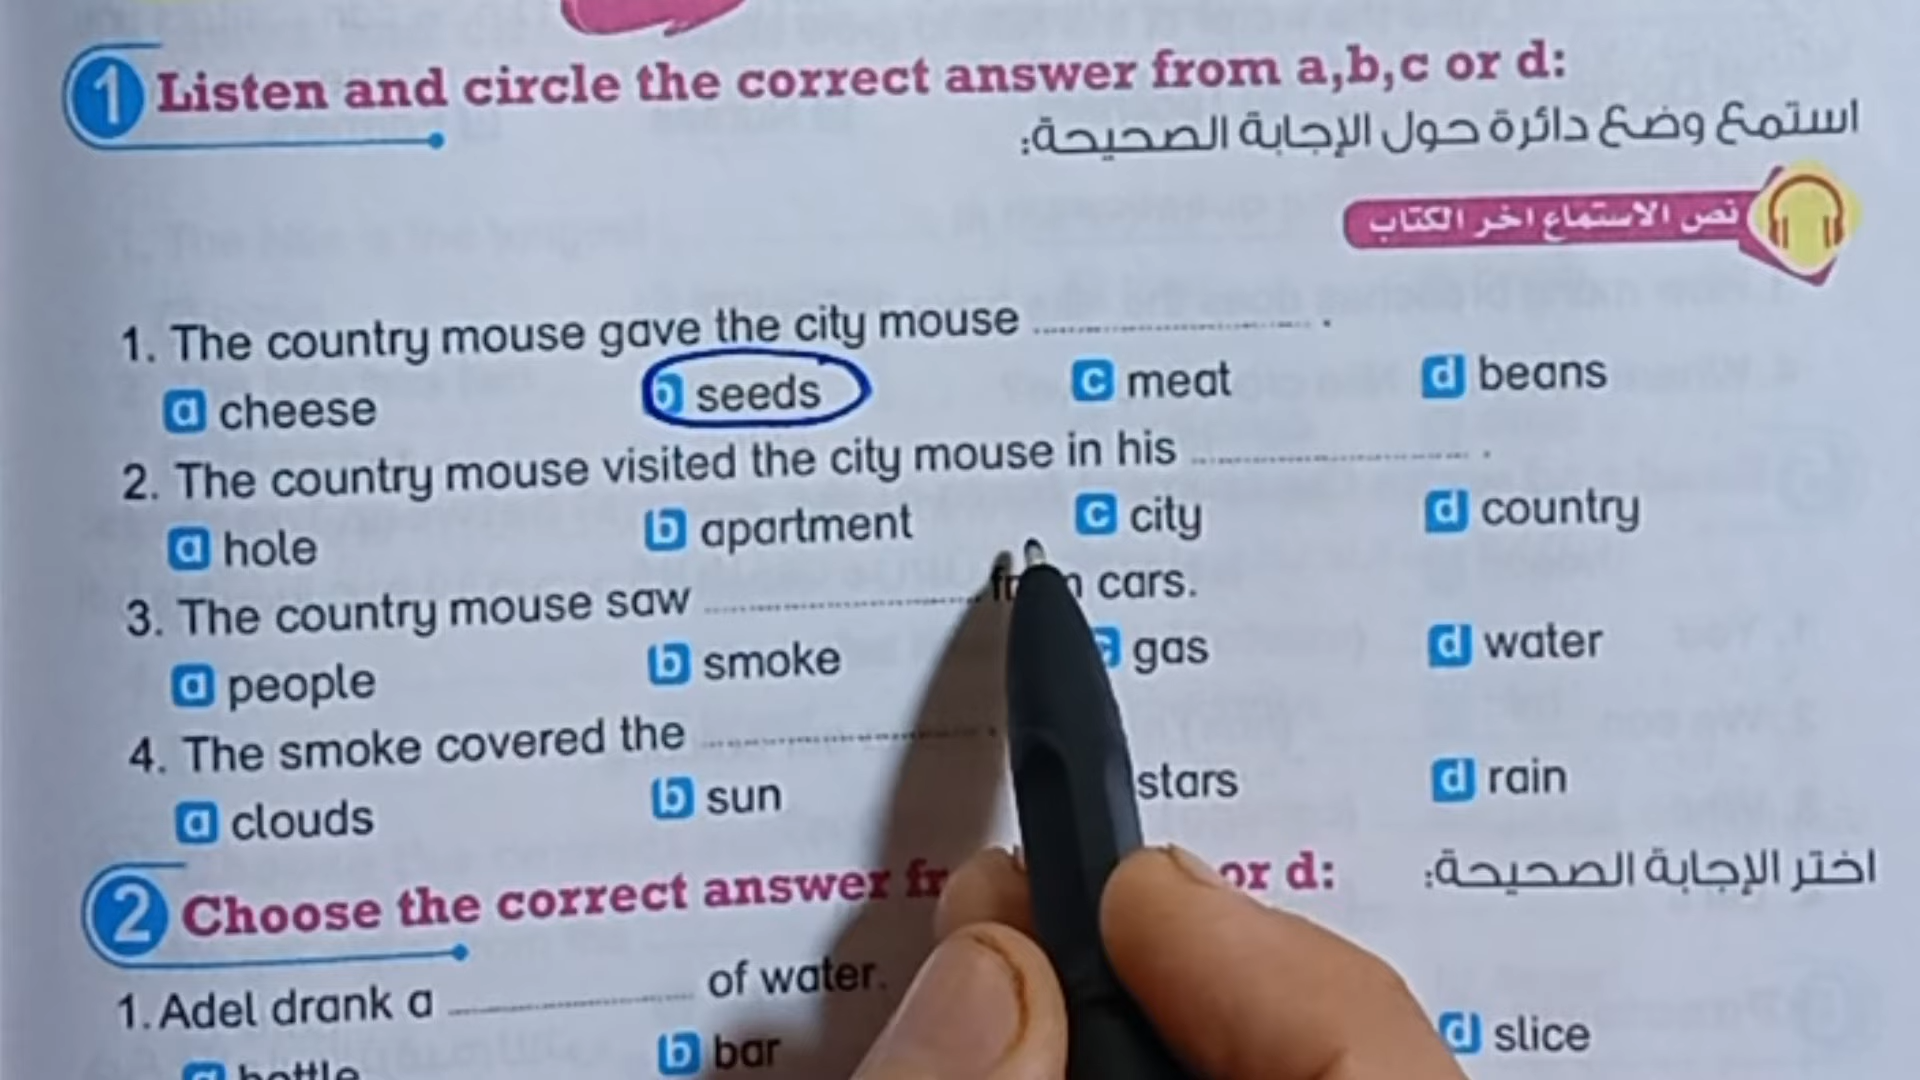 1 Listen and circle the correct answer from a,b,c or d:
استمع وضع دائرة حول الإجابة الصحيحة:
نص الاستماع اخر الكتاب
1. The country mouse gave the city mouse .............................. .
a cheese b seeds c meat d beans
2. The country mouse visited the city mouse in his .............................. .
a hole b apartment c city d country
3. The country mouse saw .............................. cars.
a people b smoke c gas d water
4. The smoke covered the .............................. .
a clouds b sun stars d rain
2 Choose the correct answer or d: اختر الإجابة الصحيحة:
1. Adel drank a .............................. of water.
a bottle b bar d slice